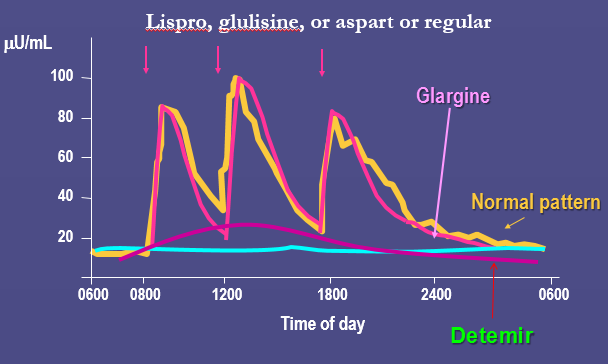 Lispro, glulisine, or aspart or regular
µU/mL
100
80
60
40
20
Glargine
Normal pattern
0600 0800 1200 1800 2400 0600
Time of day
Detemir